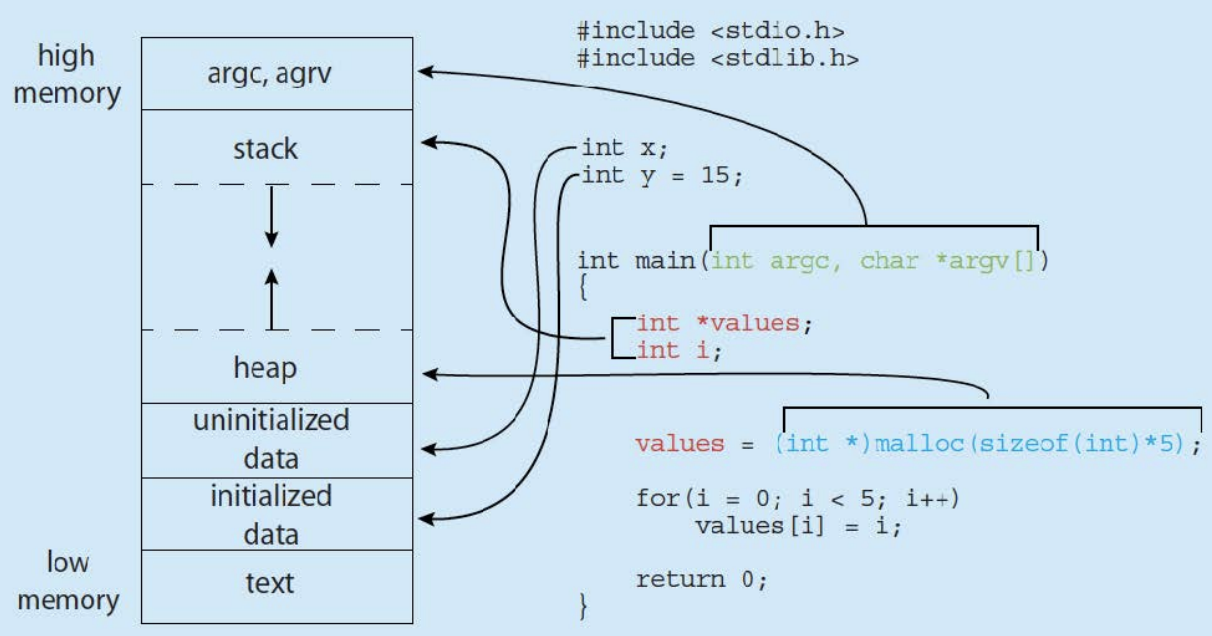 high
memory
argc, agrv
stack
heap
uninitialized
data
initialized
data
low
memory
text
#include <stdio.h>
#include <stdlib.h>
int x;
int y = 15;
int main(int argc, char *argv[])
{
int *values;
int i;
values = (int *)malloc(sizeof(int)*5);
for(i = 0; i < 5; i++)
values[i] = i;
return 0;
}